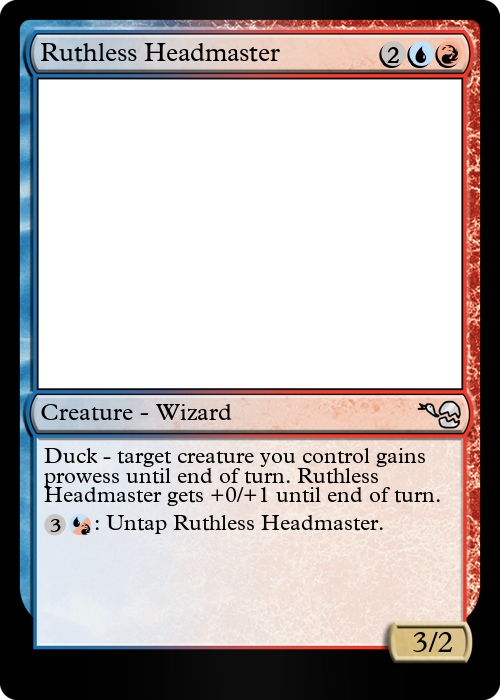 Ruthless Headmaster 2
Creature - Wizard
Duck - target creature you control gains
prowess until end of turn. Ruthless
Headmaster gets +0/+1 until end of turn.
3 : Untap Ruthless Headmaster.
3/2